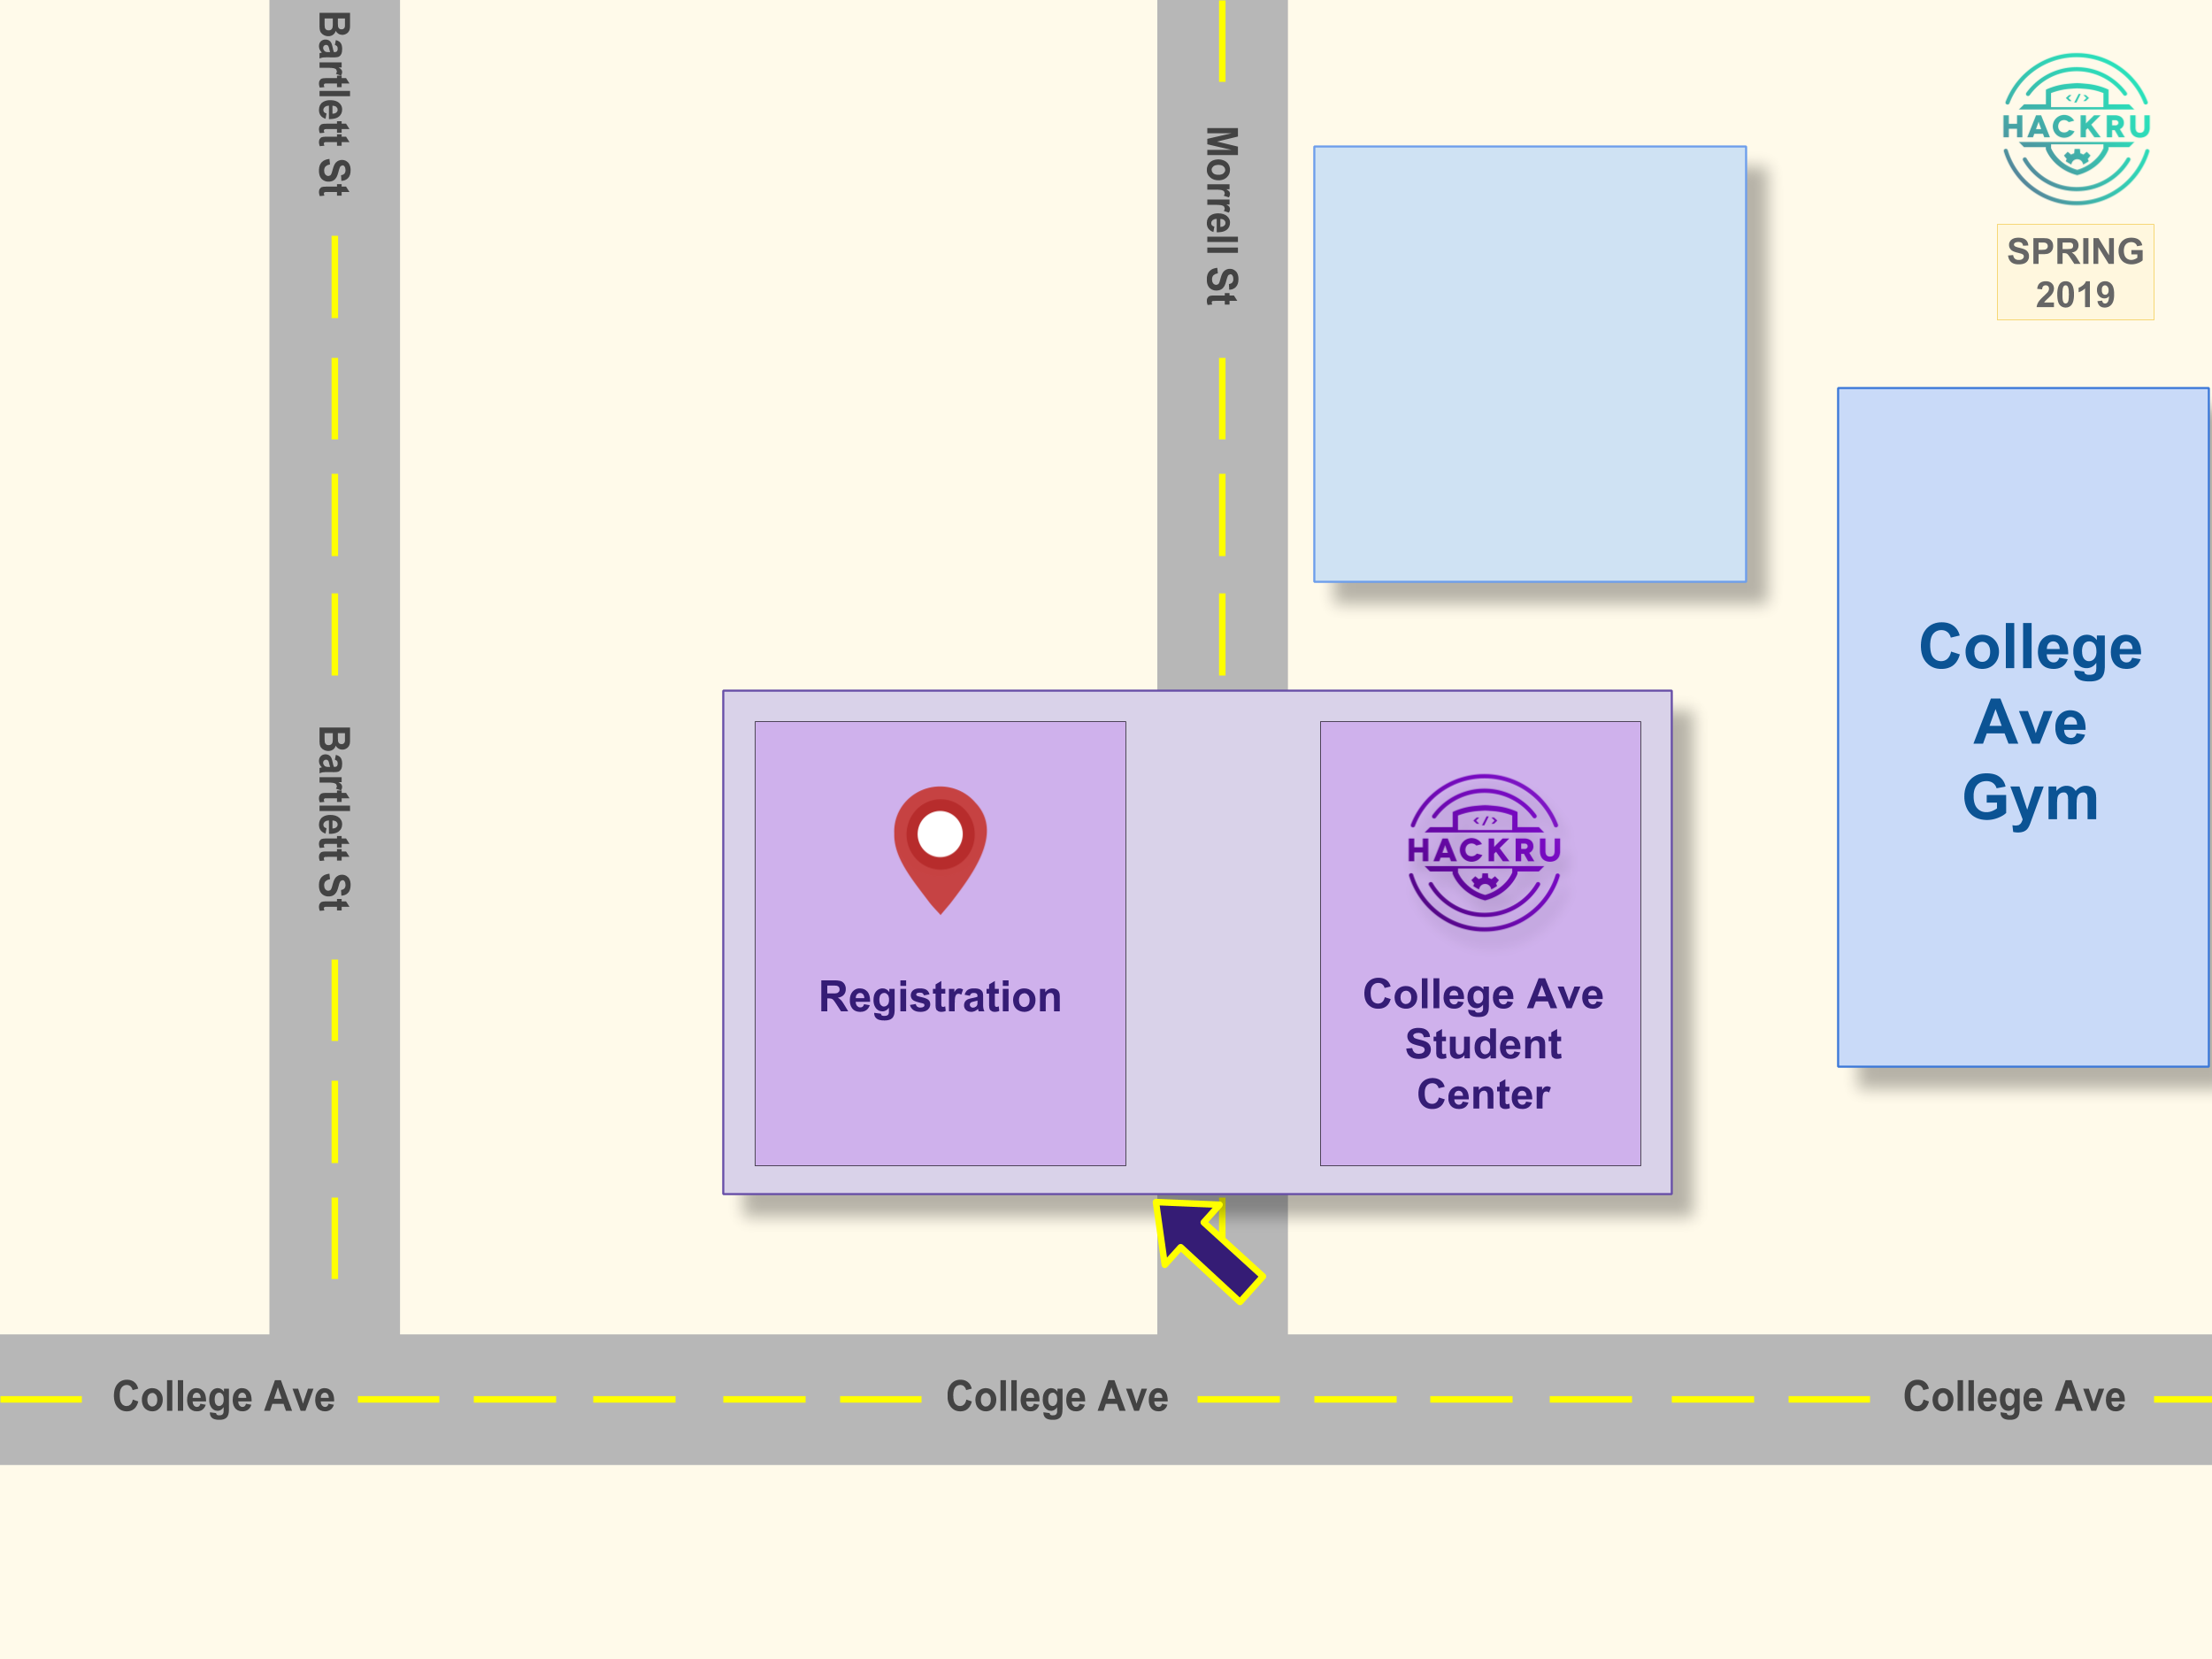 Bartlett St
Morrell St
HACKRU
SPRING
2019
College
Ave
Gym
Bartlett St
Registration
HACKRU
College Ave
Student
Center
College Ave
College Ave
College Ave